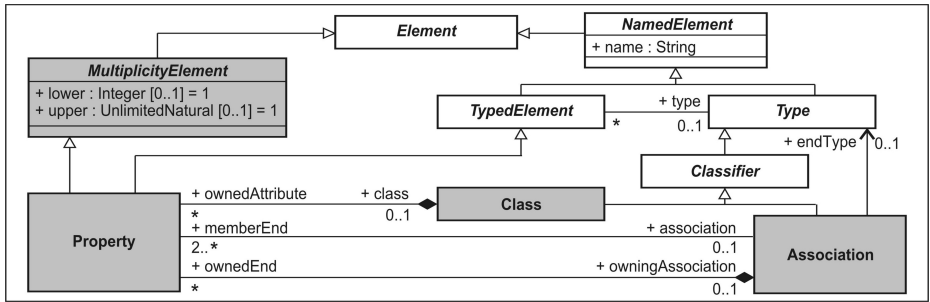 Element
NamedElement
+ name : String
MultiplicityElement
+ lower : Integer [0..1] = 1
+ upper : UnlimitedNatural [0..1] = 1
TypedElement
+ type
*
0..1
Type
+ endType
0..1
Classifier
+ ownedAttribute
*
+ class
0..1
Class
Property
+ memberEnd
2..*
+ association
0..1
Association
+ ownedEnd
*
+ owningAssociation
0..1